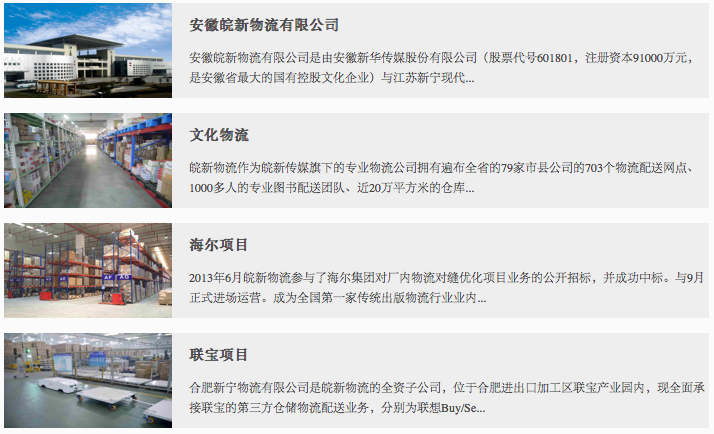 安徽皖新物流有限公司
安徽皖新物流有限公司是由安徽新华传媒股份有限公司（股票代号601801，注册资本91000万元，
是安徽省最大的国有控股文化企业）与江苏新宁现代...
文化物流
皖新物流作为皖新传媒旗下的专业物流公司拥有遍布全省的79家市县公司的703个物流配送网点、
1000多人的专业图书配送团队、近20万平方米的仓库...
海尔项目
2013年6月皖新物流参与了海尔集团对厂内物流对缝优化项目业务的公开招标，并成功中标。与9月
正式进场运营。成为全国第一家传统出版物流行业业内...
联宝项目
合肥新宁物流有限公司是皖新物流的全资子公司，位于合肥进出口加工区联宝产业园内，现全面承
接联宝的第三方仓储物流配送业务，分别为联想Buy/Se...